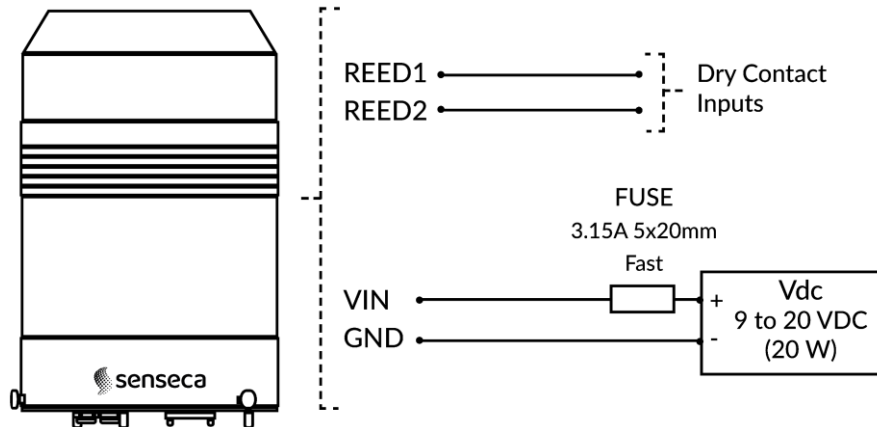 REED1
REED2
Dry Contact
Inputs
FUSE
3.15A 5x20mm
Fast
VIN
GND
+
-
Vdc
9 to 20 VDC
(20 W)
senseca